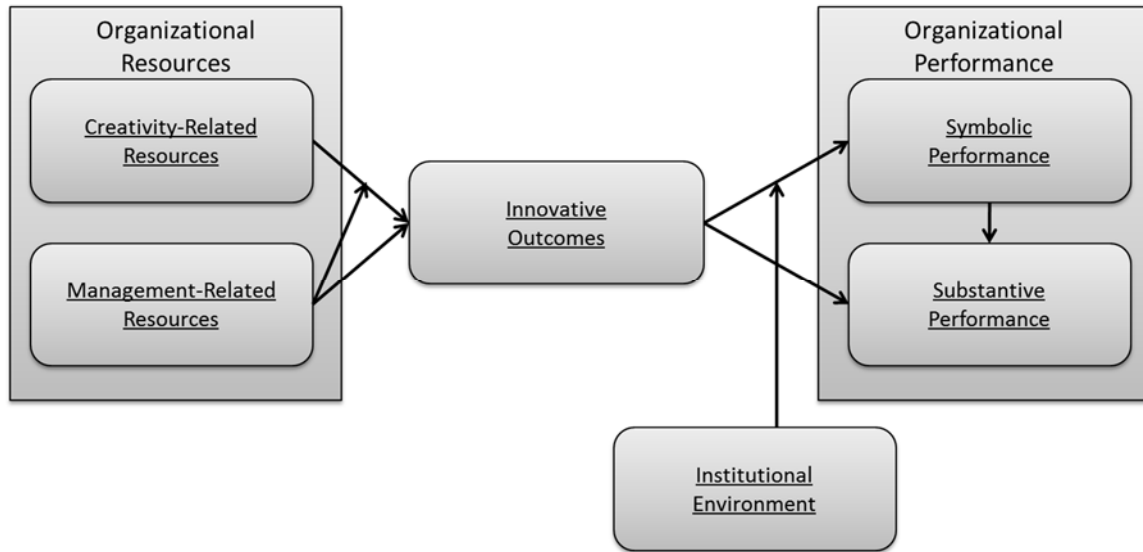 Organizational
Resources
Creativity-Related
Resources
Management-Related
Resources
Innovative
Outcomes
Organizational
Performance
Symbolic
Performance
Substantive
Performance
Institutional
Environment